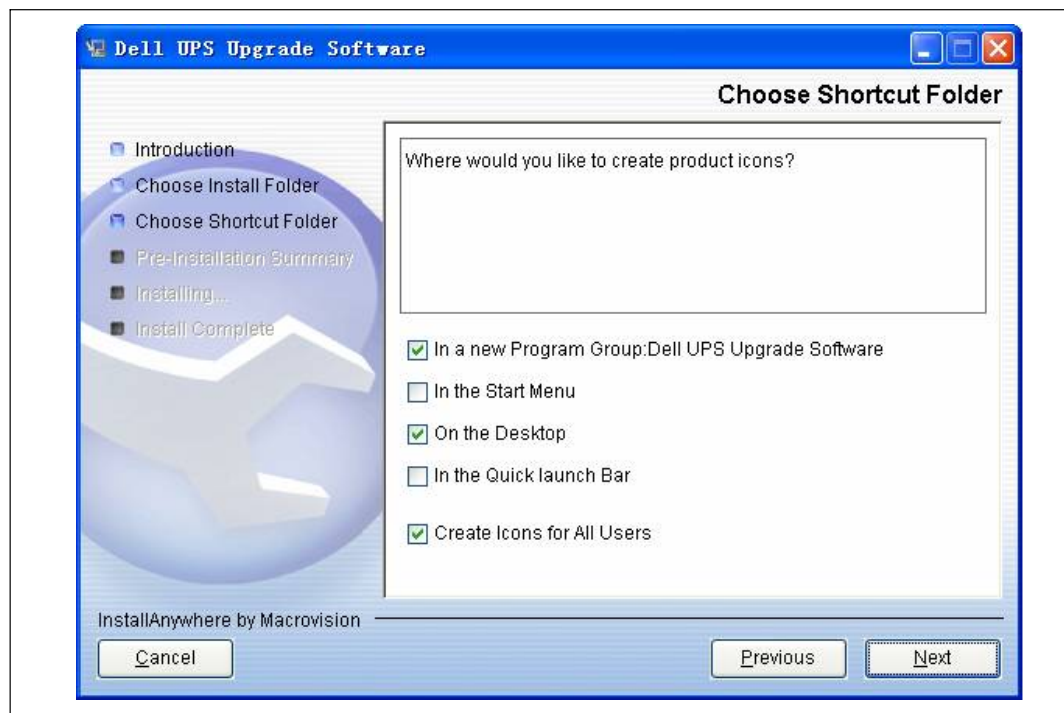 Dell UPS Upgrade Software
Choose Shortcut Folder
Introduction
Choose Install Folder
Choose Shortcut Folder
Pre-Installation Summary
Installing...
Install Complete
Where would you like to create product icons?
In a new Program Group:Dell UPS Upgrade Software
In the Start Menu
On the Desktop
In the Quick launch Bar
Create Icons for All Users
InstallAnywhere by Macrovision
Cancel
Previous
Next